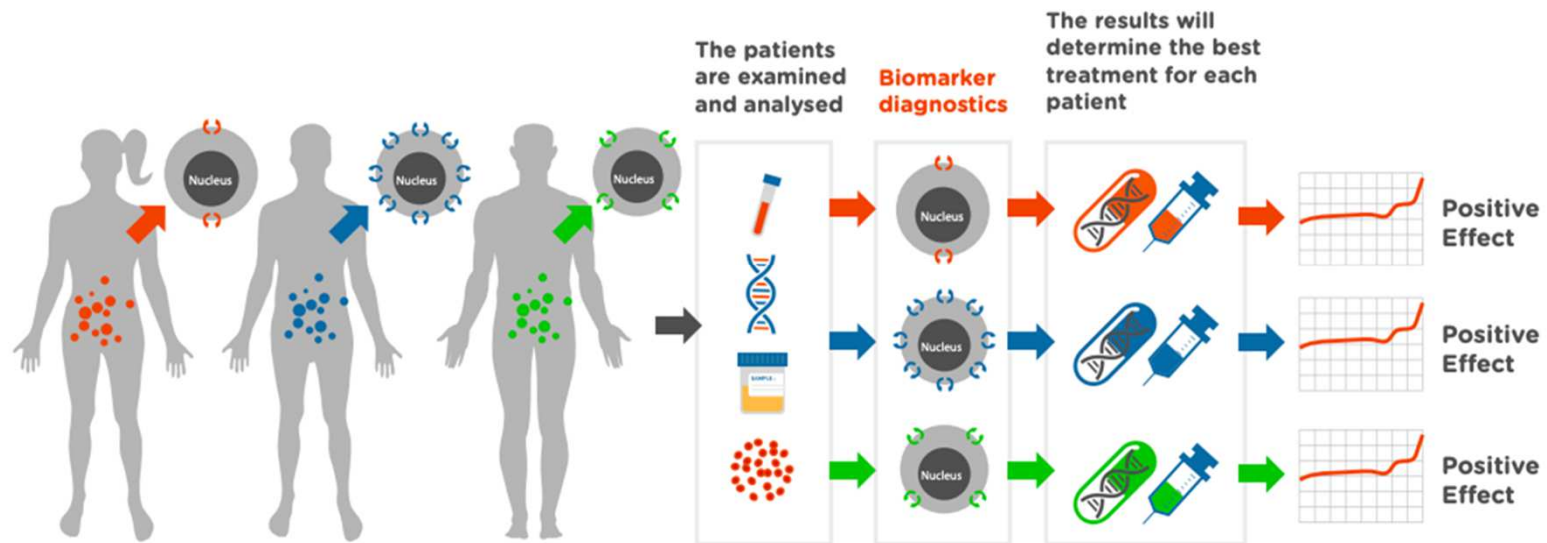 The results will
determine the best
treatment for each
patient
The patients
are examined
and analysed
Biomarker
diagnostics
Nucleus
Nucleus
Nucleus
SAMPLE:
Nucleus
Nucleus
Nucleus
Positive
Effect
Positive
Effect
Positive
Effect